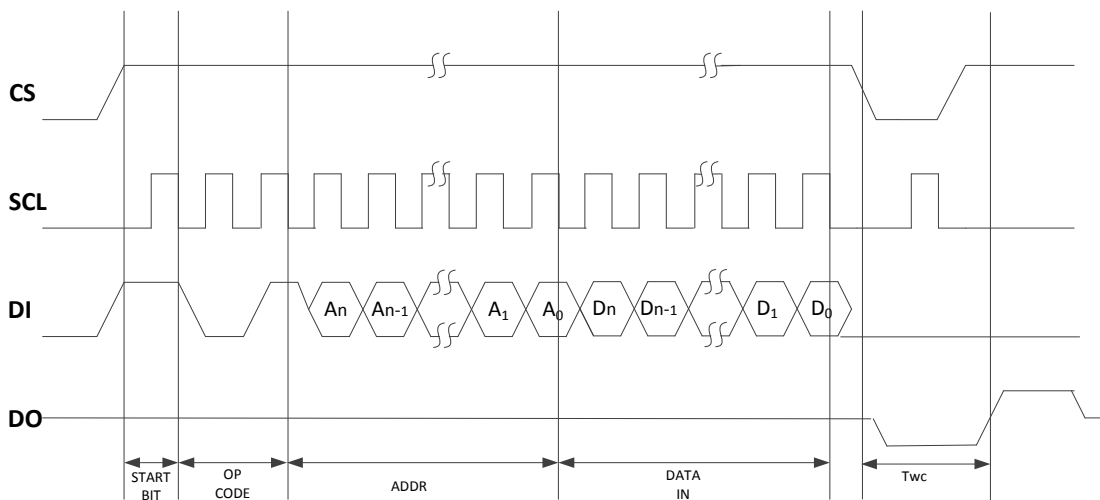 CS
SCL
DI
An An-1 A1 A0 Dn Dn-1 D1 D0
DO
START
BIT
OP
CODE
ADDR
DATA
IN
Twc